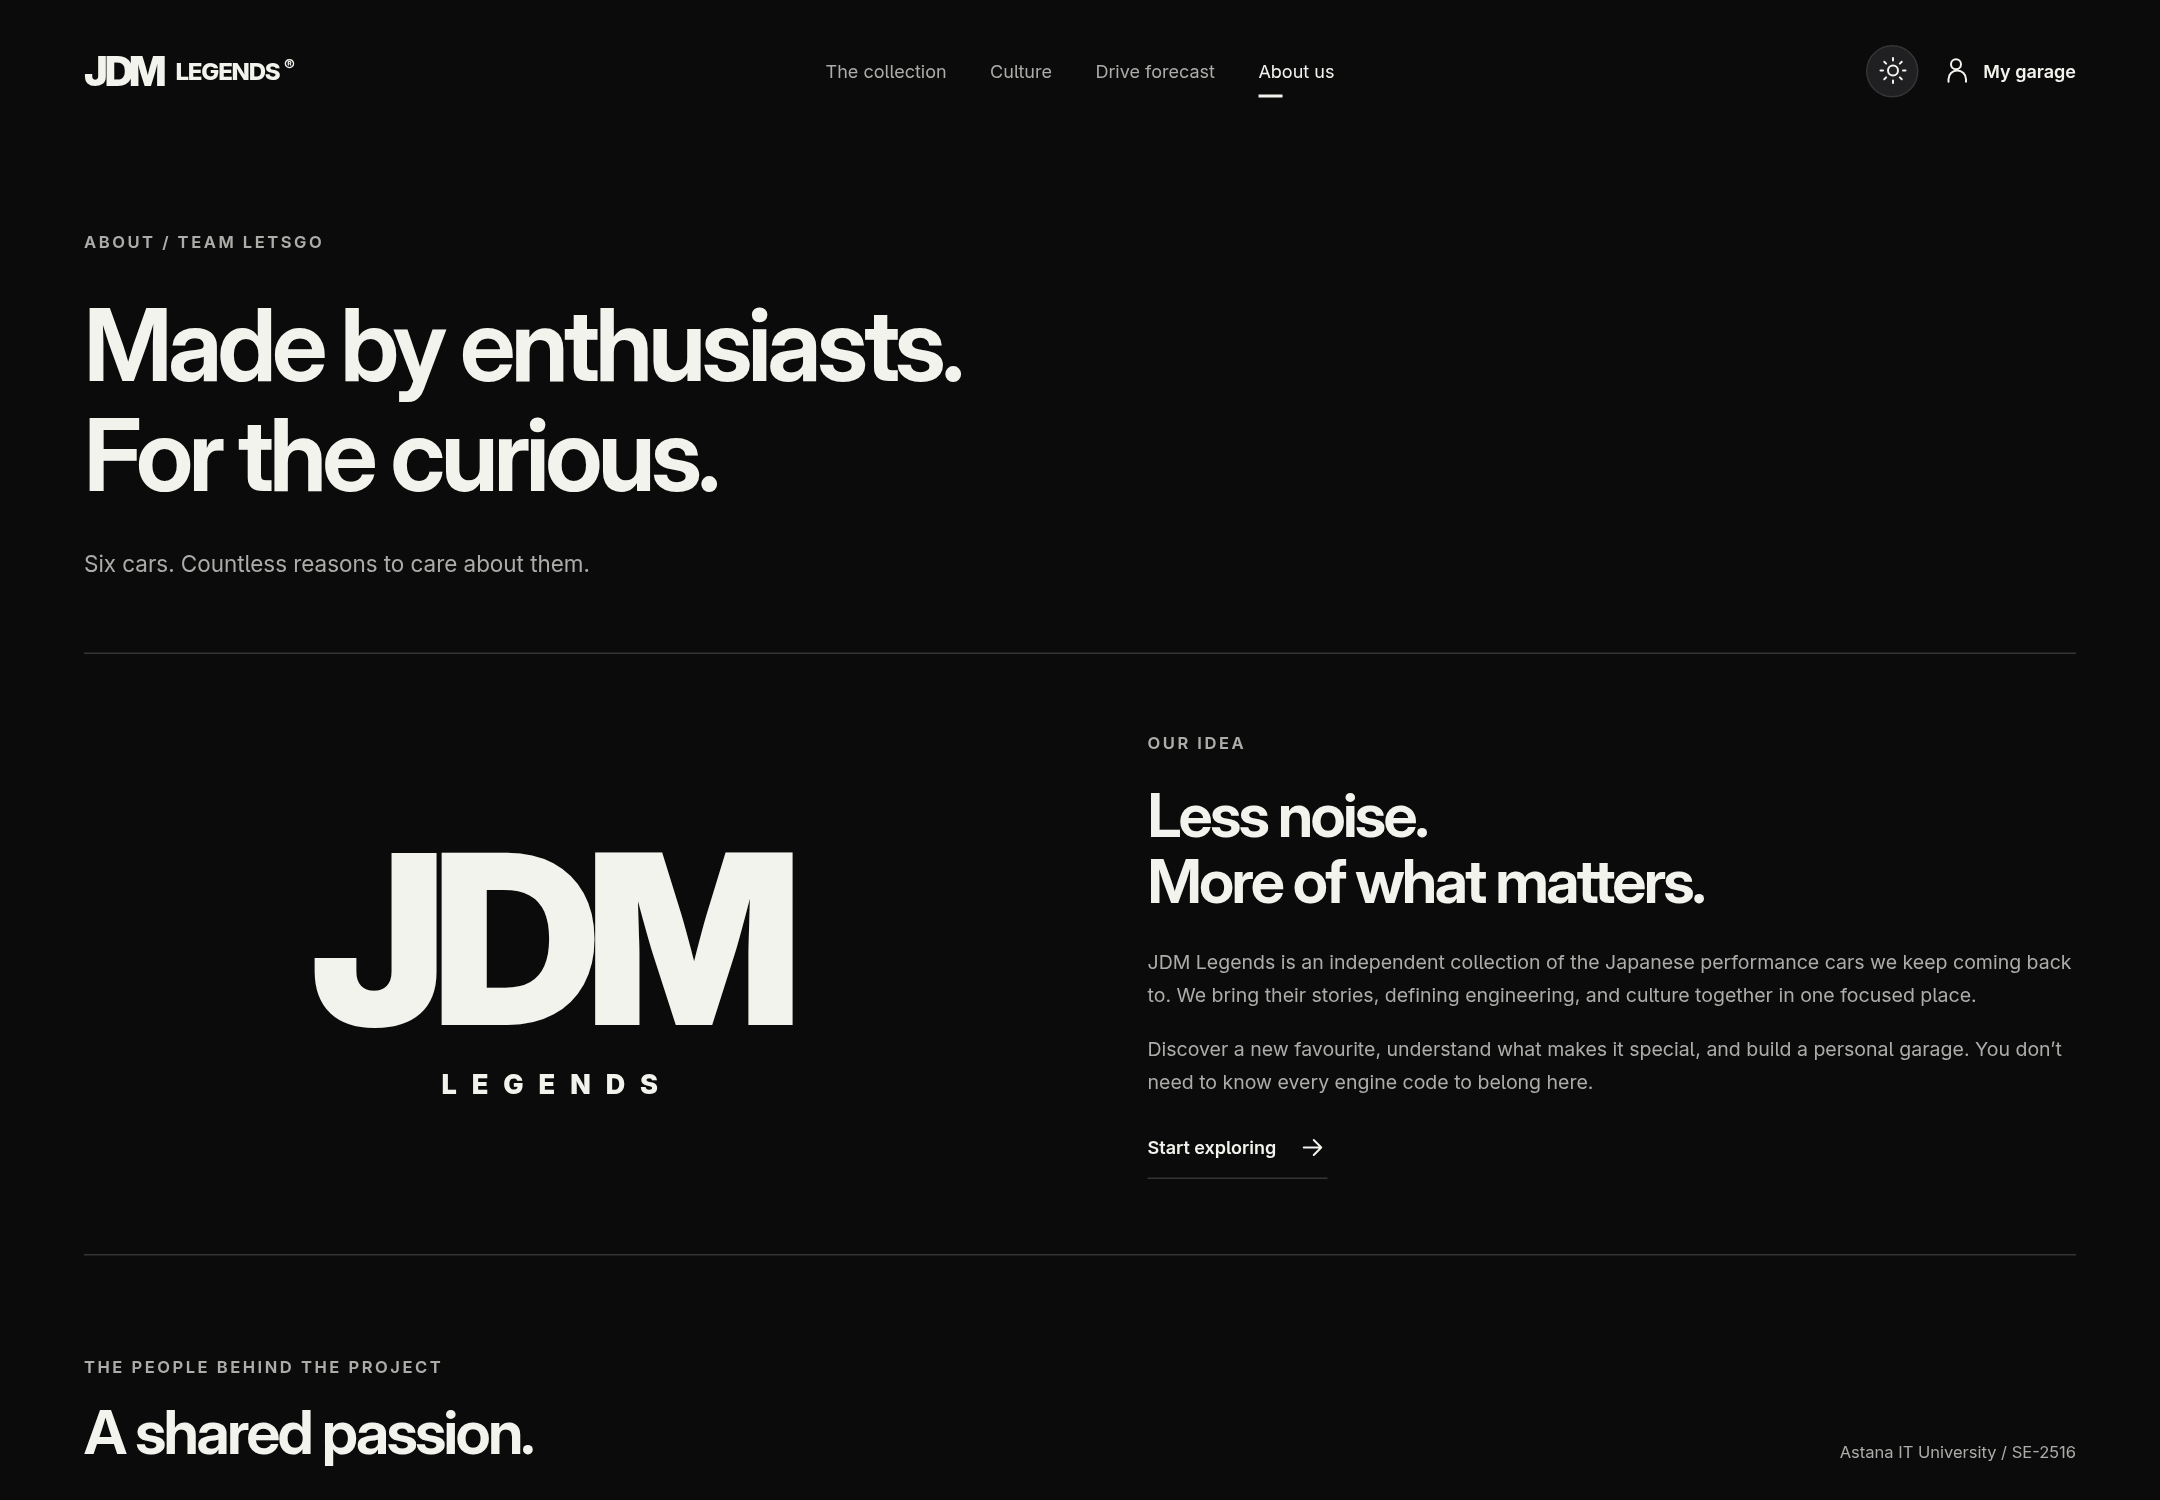 JDM LEGENDS®
The collection
Culture
Drive forecast
About us
My garage
ABOUT / TEAM LETSGO
Made by enthusiasts.
For the curious.
Six cars. Countless reasons to care about them.
JDM
LEGENDS
OUR IDEA
Less noise.
More of what matters.
JDM Legends is an independent collection of the Japanese performance cars we keep coming back
to. We bring their stories, defining engineering, and culture together in one focused place.
Discover a new favourite, understand what makes it special, and build a personal garage. You don’t
need to know every engine code to belong here.
Start exploring
THE PEOPLE BEHIND THE PROJECT
A shared passion.
Astana IT University / SE-2516